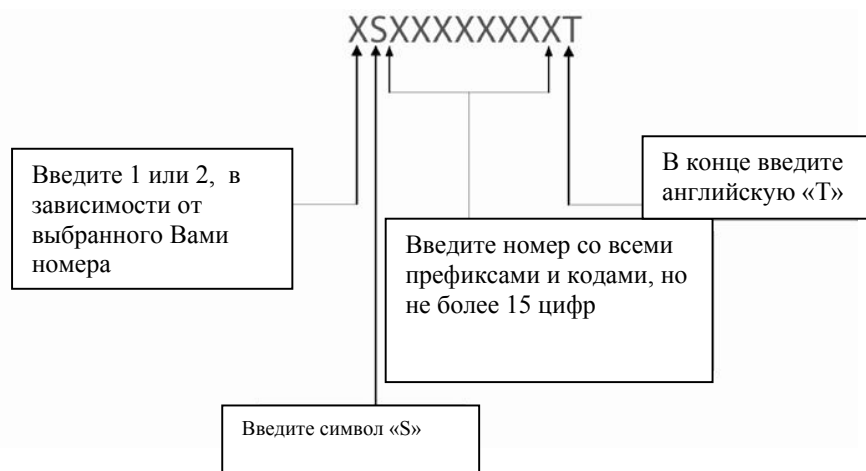 XSXXXXXXXXXT
Введите 1 или 2, в
зависимости от
выбранного Вами
номера
В конце введите
английскую «Т»
Введите номер со всеми
префиксами и кодами, но
не более 15 цифр
Введите символ «S»